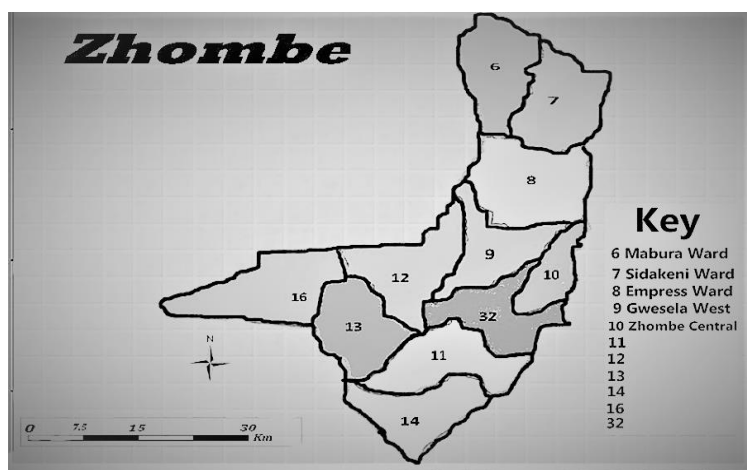 Zhombe
6
7
8
9
10
12
16
32
13
11
14
N
0 7.5 15 30
Km
Key
6 Mabura Ward
7 Sidakeni Ward
8 Empress Ward
9 Gwesela West
10 Zhombe Central
11
12
13
14
16
32